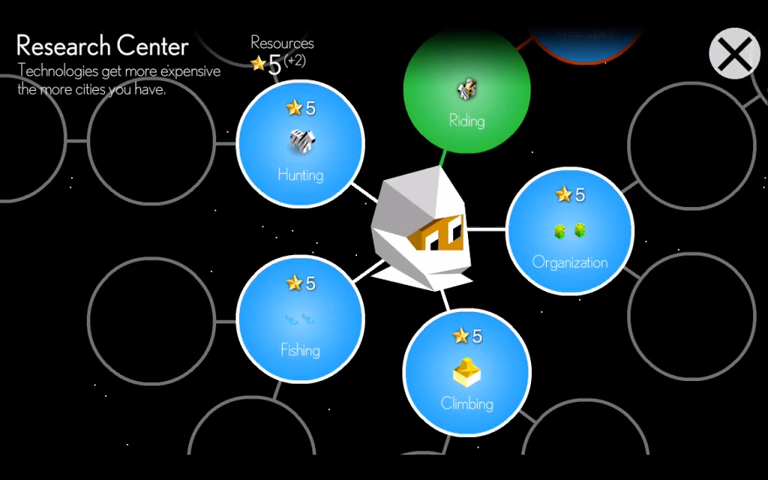 Research Center
Technologies get more expensive
the more cities you have.
Resources
5 (+2)
5
Hunting
Riding
5
Organization
5
Fishing
5
Climbing